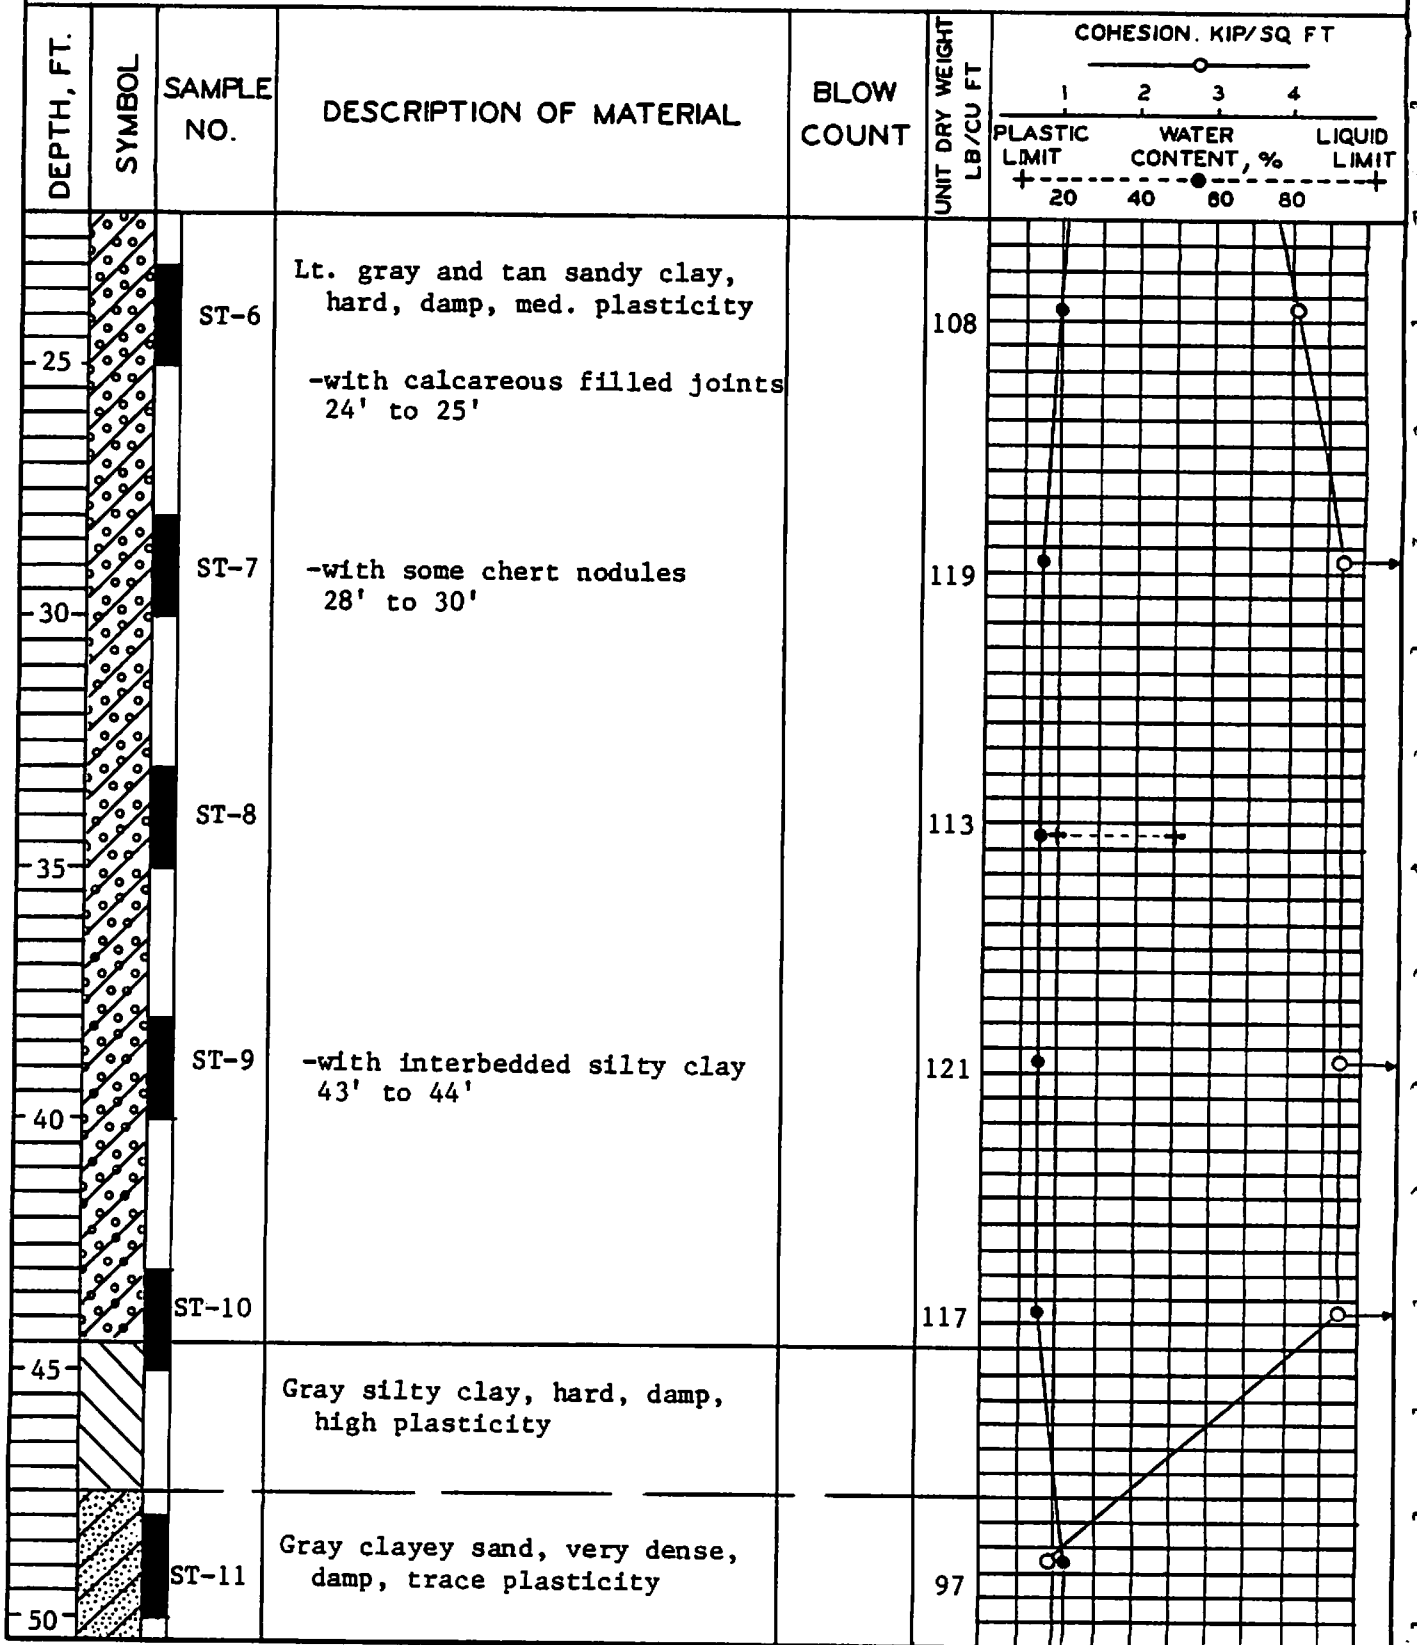 DEPTH, FT.
SYMBOL
SAMPLE NO.
DESCRIPTION OF MATERIAL
BLOW COUNT
UNIT DRY WEIGHT LB/CU FT
COHESION. KIP/SQ FT
1 2 3 4
PLASTIC LIMIT
WATER CONTENT, %
LIQUID LIMIT
20 40 60 80
Lt. gray and tan sandy clay,
hard, damp, med. plasticity
ST-6
108
25
-with calcareous filled joints
24' to 25'
ST-7
-with some chert nodules
28' to 30'
119
30
ST-8
113
35
ST-9
-with interbedded silty clay
43' to 44'
121
40
ST-10
117
45
Gray silty clay, hard, damp,
high plasticity
Gray clayey sand, very dense,
damp, trace plasticity
ST-11
97
50